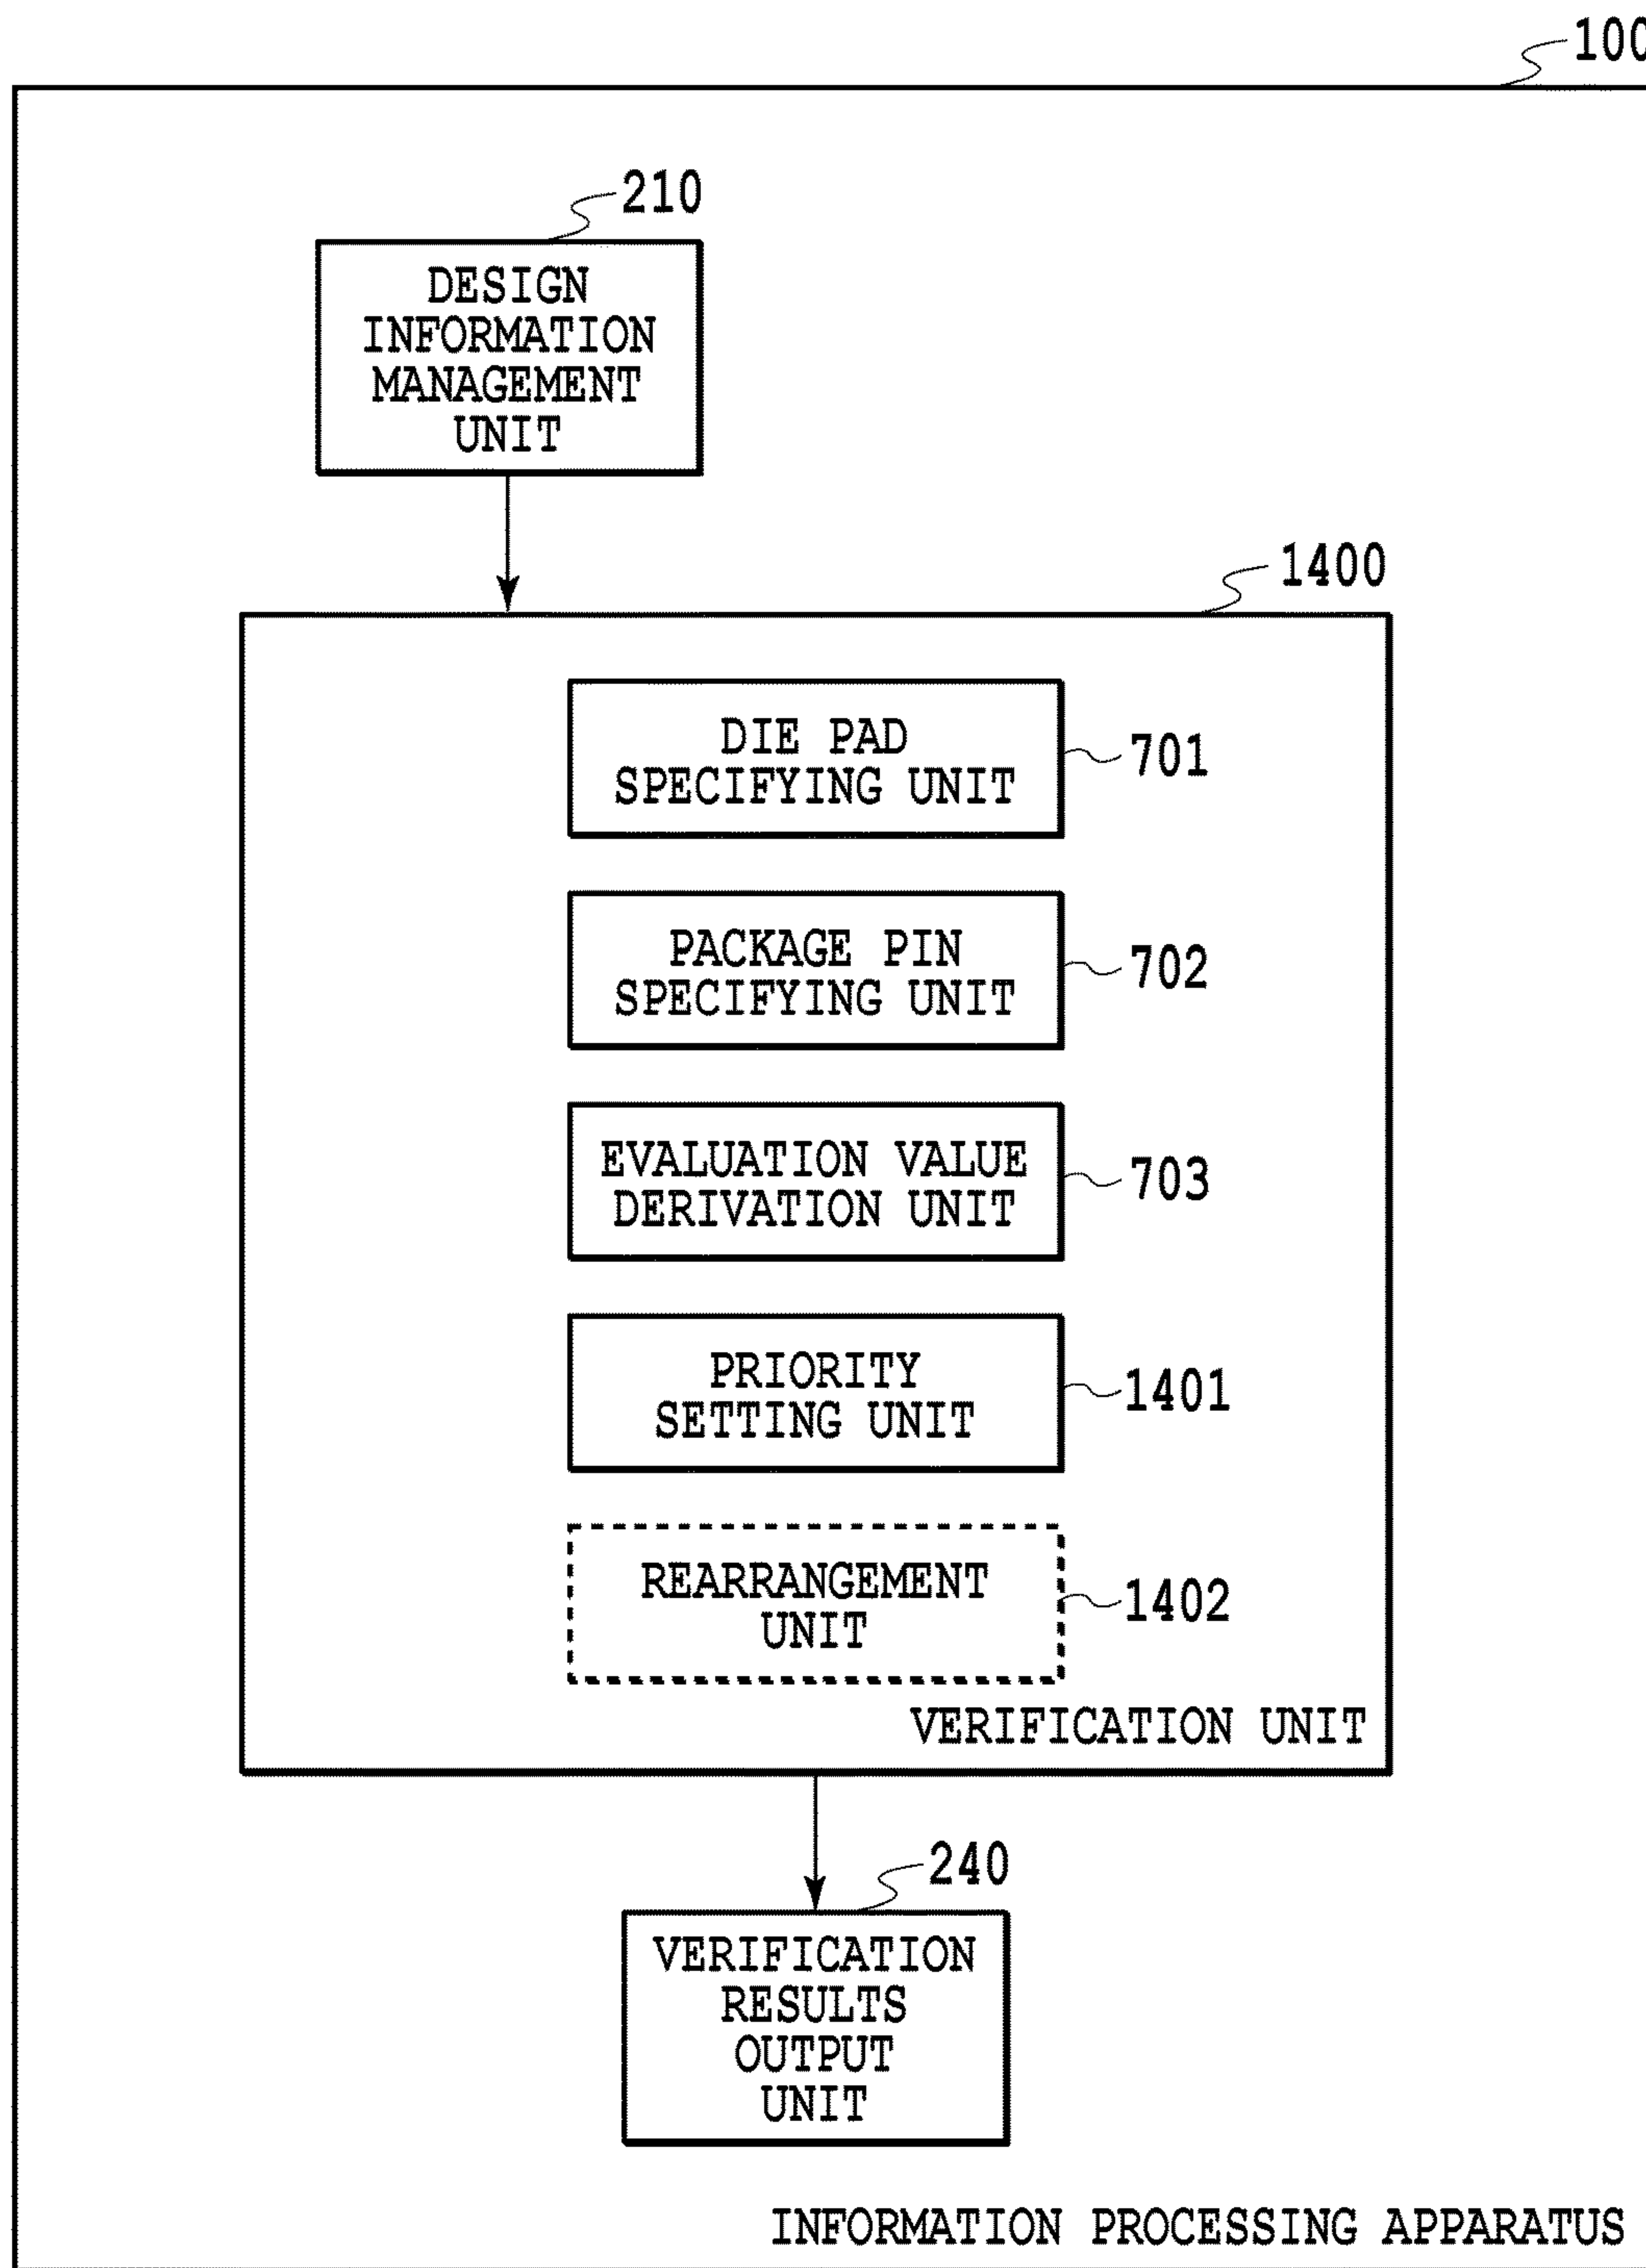 100
210
DESIGN
INFORMATION
MANAGEMENT
UNIT
1400
DIE PAD
SPECIFYING UNIT
701
PACKAGE PIN
SPECIFYING UNIT
702
EVALUATION VALUE
DERIVATION UNIT
703
PRIORITY
SETTING UNIT
1401
REARRANGEMENT
UNIT
1402
VERIFICATION UNIT
240
VERIFICATION
RESULTS
OUTPUT
UNIT
INFORMATION PROCESSING APPARATUS